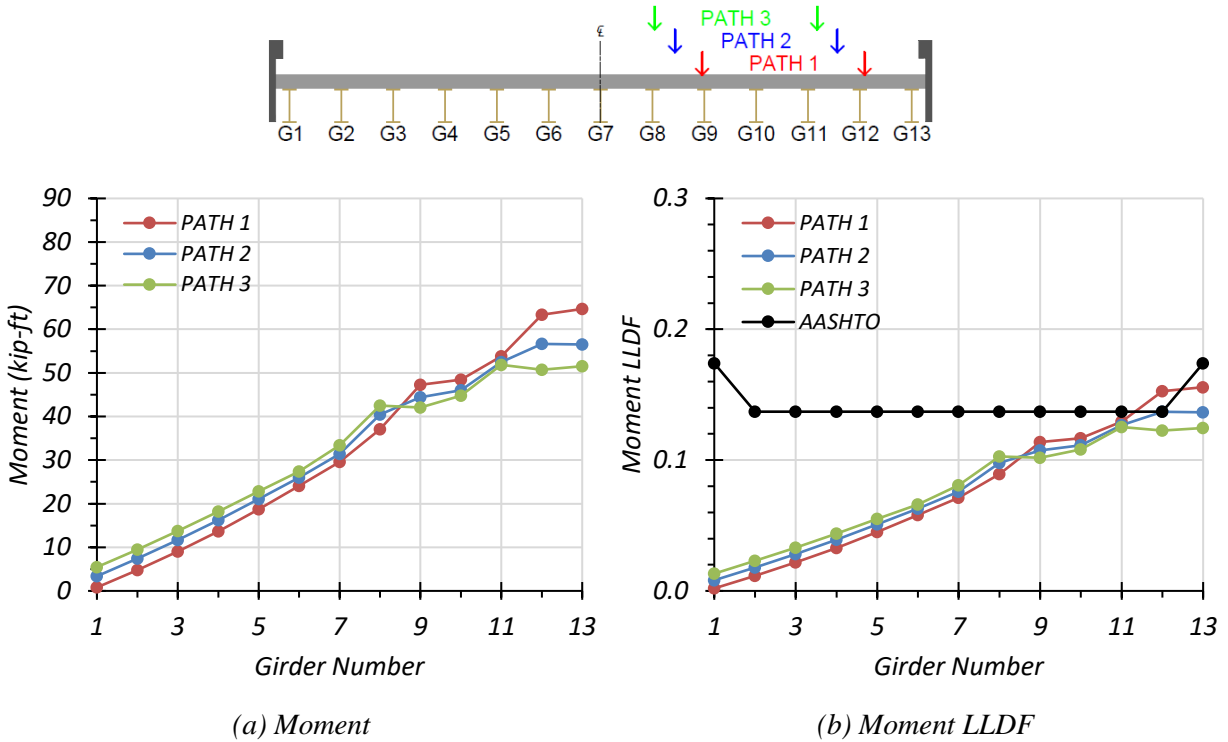 PATH 3
PATH 2
PATH 1
℄
G1 G2 G3 G4 G5 G6 G7 G8 G9 G10 G11 G12 G13
90
80
70
60
50
40
30
20
10
0
Moment (kip-ft)
PATH 1
PATH 2
PATH 3
1 3 5 7 9 11 13
Girder Number
(a) Moment
0.3
0.2
0.1
0.0
Moment LLDF
PATH 1
PATH 2
PATH 3
AASHTO
1 3 5 7 9 11 13
Girder Number
(b) Moment LLDF